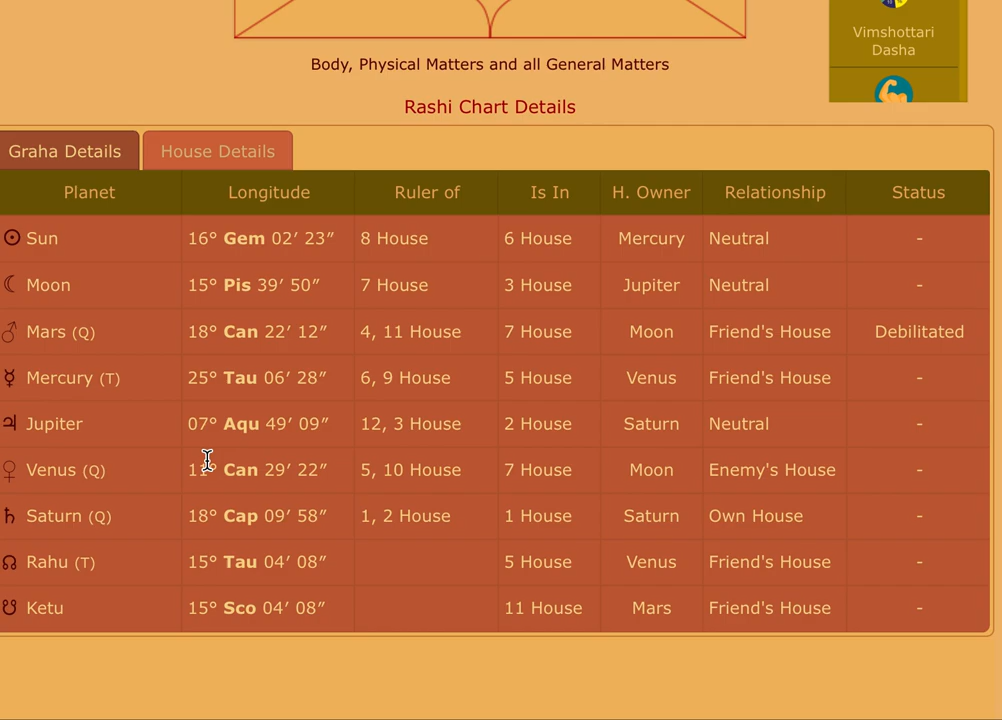 Vimshottari
Dasha
Body, Physical Matters and all General Matters
Rashi Chart Details
Graha Details House Details
Planet Longitude Ruler of Is In H. Owner Relationship Status
☉ Sun 16° Gem 02′ 23″ 8 House 6 House Mercury Neutral -
☾ Moon 15° Pis 39′ 50″ 7 House 3 House Jupiter Neutral -
♂ Mars (Q) 18° Can 22′ 12″ 4, 11 House 7 House Moon Friend's House Debilitated
☿ Mercury (T) 25° Tau 06′ 28″ 6, 9 House 5 House Venus Friend's House -
♃ Jupiter 07° Aqu 49′ 09″ 12, 3 House 2 House Saturn Neutral -
♀ Venus (Q) Can 29′ 22″ 5, 10 House 7 House Moon Enemy's House -
♄ Saturn (Q) 18° Cap 09′ 58″ 1, 2 House 1 House Saturn Own House -
☊ Rahu (T) 15° Tau 04′ 08″ 5 House Venus Friend's House -
☋ Ketu 15° Sco 04′ 08″ 11 House Mars Friend's House -